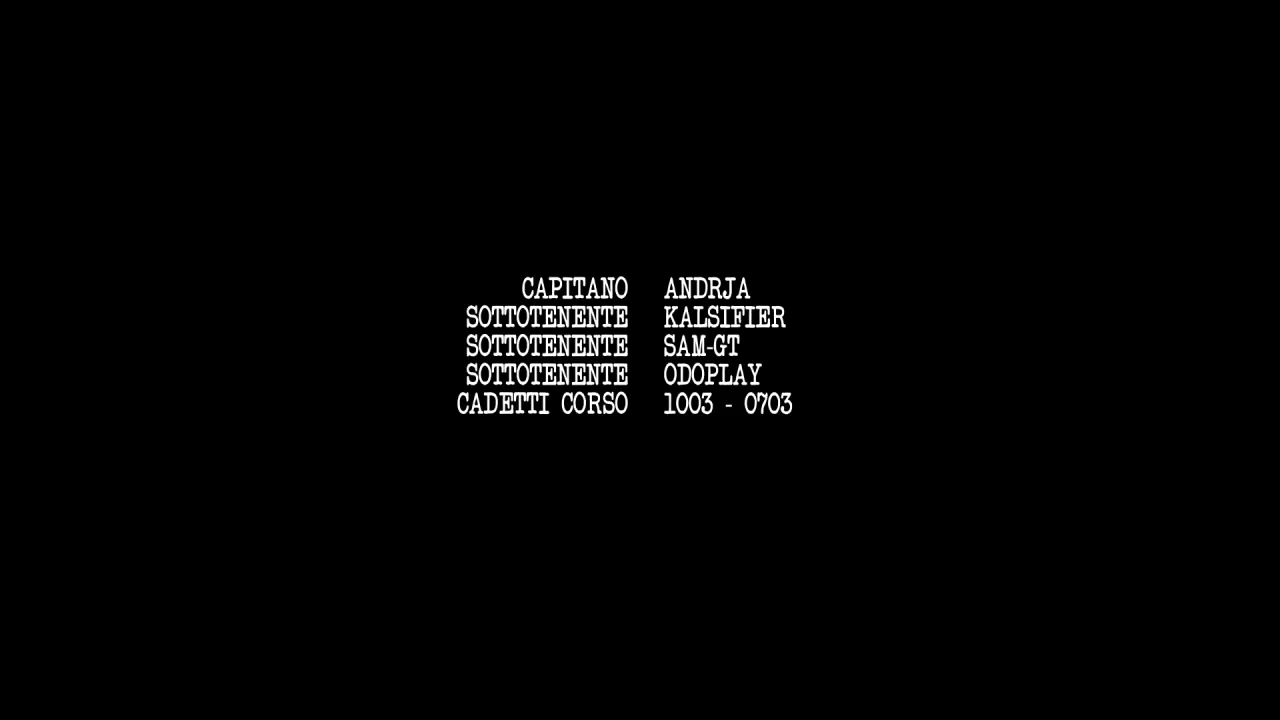 CAPITANO ANDRJA
SOTTOTENENTE KALSIFIER
SOTTOTENENTE SAM-GT
SOTTOTENENTE ODOPLAY
CADETTI CORSO 1003 - 0703